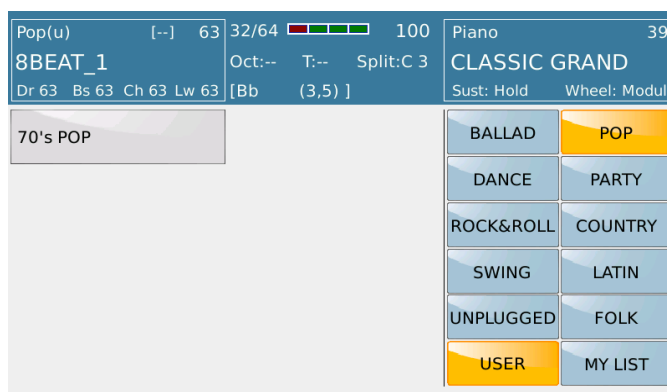 Pop(u) [--] 63 32/64 100 Piano 39
8BEAT_1 Oct:-- T:-- Split:C 3 CLASSIC GRAND
Dr 63 Bs 63 Ch 63 Lw 63 [Bb (3,5) ] Sust: Hold Wheel: Modul
70's POP BALLAD POP
DANCE PARTY
ROCK&ROLL COUNTRY
SWING LATIN
UNPLUGGED FOLK
USER MY LIST